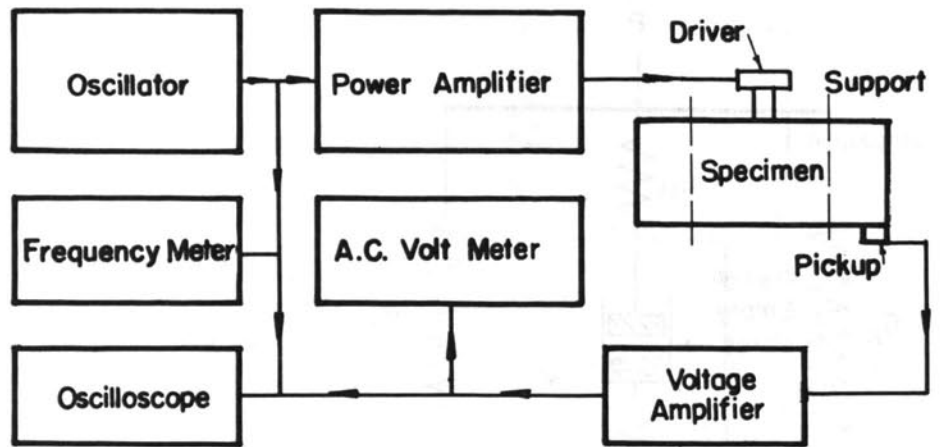 Oscillator
Power Amplifier
Driver
Support
Specimen
Frequency Meter
A.C. Volt Meter
Pickup
Oscilloscope
Voltage
Amplifier